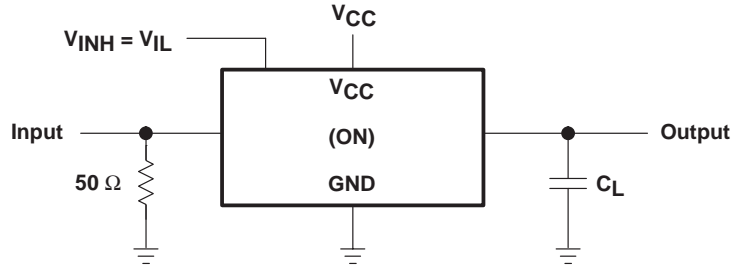 VCC
VINH = VIL
VCC
Input
(ON)
Output
50 Ω
GND
CL